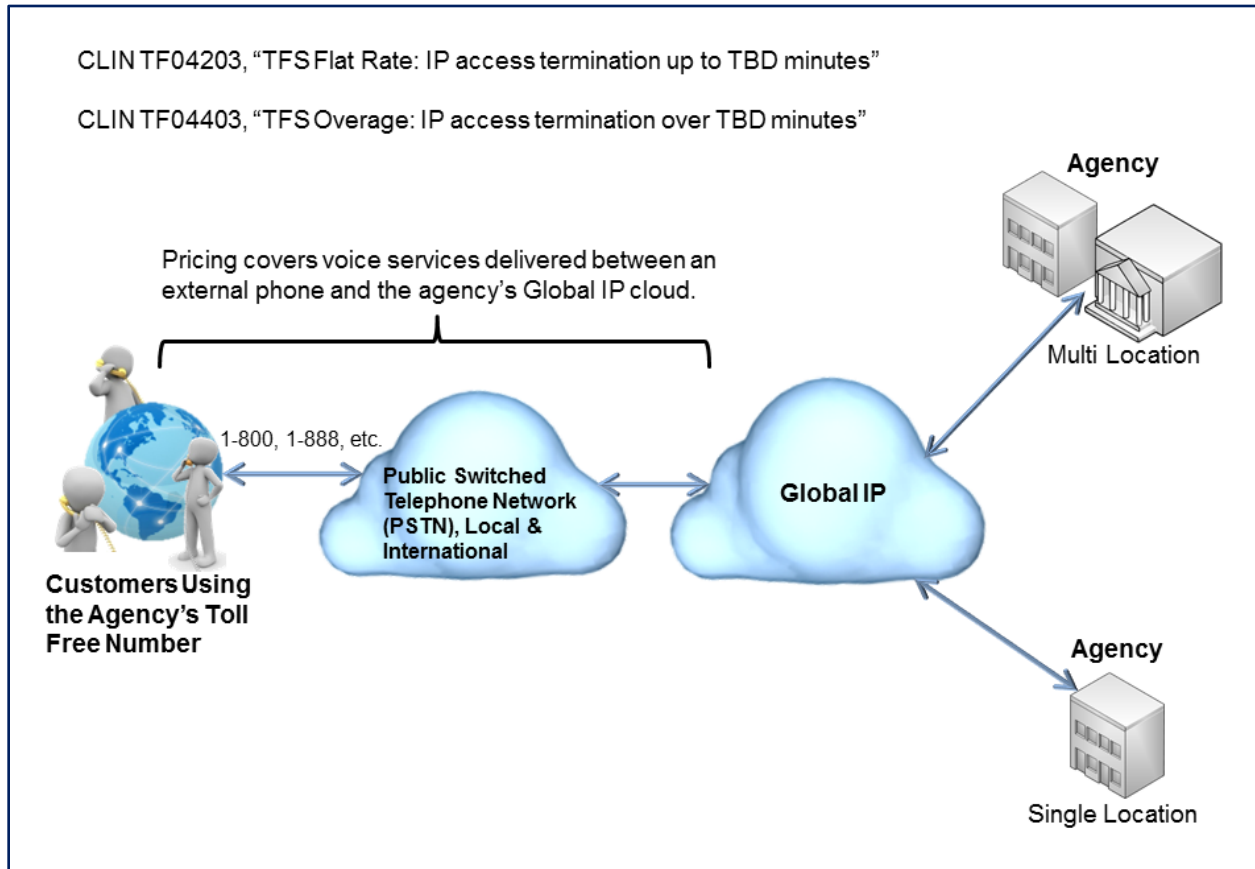 CLIN TF04203, “TFS Flat Rate: IP access termination up to TBD minutes”
CLIN TF04403, “TFS Overage: IP access termination over TBD minutes”
Agency
Multi Location
Pricing covers voice services delivered between an
external phone and the agency’s Global IP cloud.
1-800, 1-888, etc.
Public Switched
Telephone Network
(PSTN), Local &
International
Global IP
Customers Using
the Agency’s Toll
Free Number
Agency
Single Location